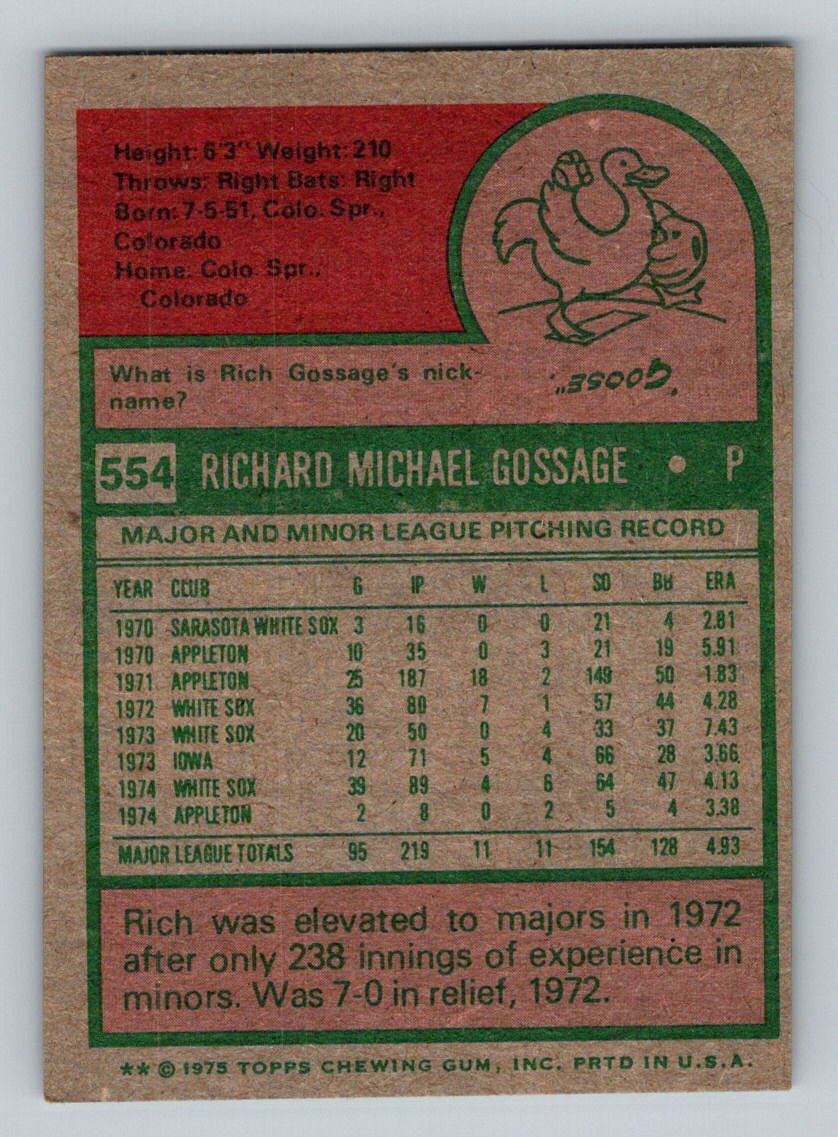 Height: 6'3" Weight: 210
Throws: Right Bats: Right
Born: 7-5-51, Colo. Spr.,
Colorado
Home: Colo. Spr.,
Colorado
What is Rich Gossage's nick-
name?
"GOOSE".
554 RICHARD MICHAEL GOSSAGE • P
MAJOR AND MINOR LEAGUE PITCHING RECORD
YEAR CLUB G IP W L SO BB ERA
1970 SARASOTA WHITE SOX 3 16 0 0 21 4 2.81
1970 APPLETON 10 35 0 3 21 19 5.91
1971 APPLETON 25 187 18 2 149 50 1.83
1972 WHITE SOX 36 80 7 1 57 44 4.28
1973 WHITE SOX 20 50 0 4 33 37 7.43
1973 IOWA 12 71 5 4 66 28 3.66
1974 WHITE SOX 39 89 4 6 64 47 4.13
1974 APPLETON 2 8 0 2 5 4 3.38
MAJOR LEAGUE TOTALS 95 219 11 11 154 128 4.93
Rich was elevated to majors in 1972
after only 238 innings of experience in
minors. Was 7-0 in relief, 1972.
** © 1975 TOPPS CHEWING GUM, INC. PRTD IN U.S.A.